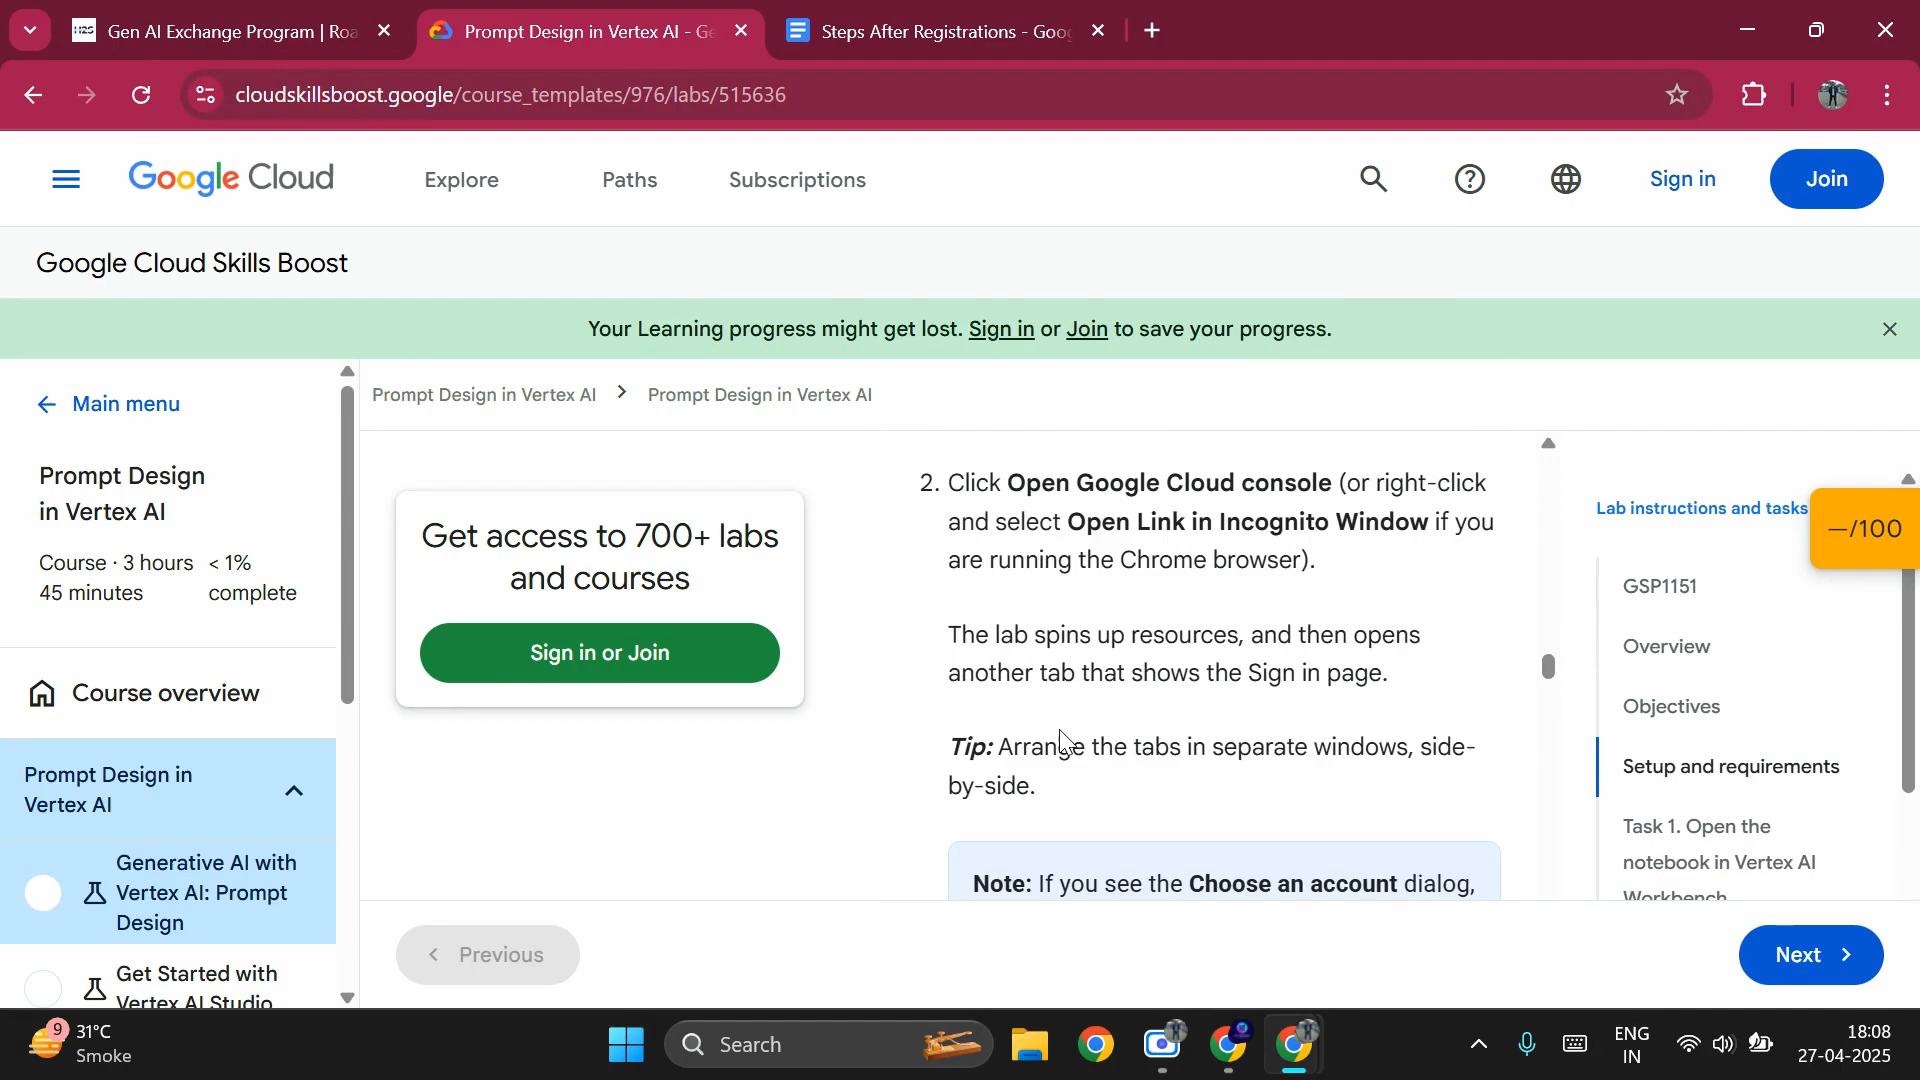 H2S Gen AI Exchange Program | Roa
Prompt Design in Vertex AI - Ge
Steps After Registrations - Goo
cloudskillsboost.google/course_templates/976/labs/515636
Google Cloud
Explore
Paths
Subscriptions
Sign in
Join
Google Cloud Skills Boost
Your Learning progress might get lost. Sign in or Join to save your progress.
Main menu
Prompt Design
in Vertex AI
Course · 3 hours
45 minutes
< 1%
complete
Course overview
Prompt Design in
Vertex AI
Generative AI with
Vertex AI: Prompt
Design
Get Started with
Vertex AI Studio
Prompt Design in Vertex AI > Prompt Design in Vertex AI
Get access to 700+ labs
and courses
Sign in or Join
2. Click Open Google Cloud console (or right-click
and select Open Link in Incognito Window if you
are running the Chrome browser).
The lab spins up resources, and then opens
another tab that shows the Sign in page.
Tip: Arrange the tabs in separate windows, side-
by-side.
Note: If you see the Choose an account dialog,
Lab instructions and tasks
—/100
GSP1151
Overview
Objectives
Setup and requirements
Task 1. Open the
notebook in Vertex AI
Workbench
Previous
Next
9
31°C
Smoke
Search
ENG
IN
18:08
27-04-2025